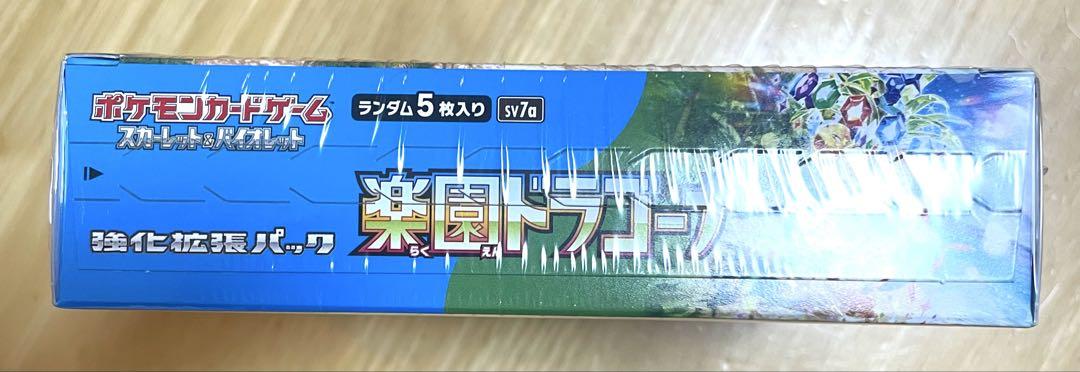 ポケモンカードゲーム
スカーレット&バイオレット
ランダム5枚入り sv7a
楽園ドラゴーナ
らく えん
強化拡張パック